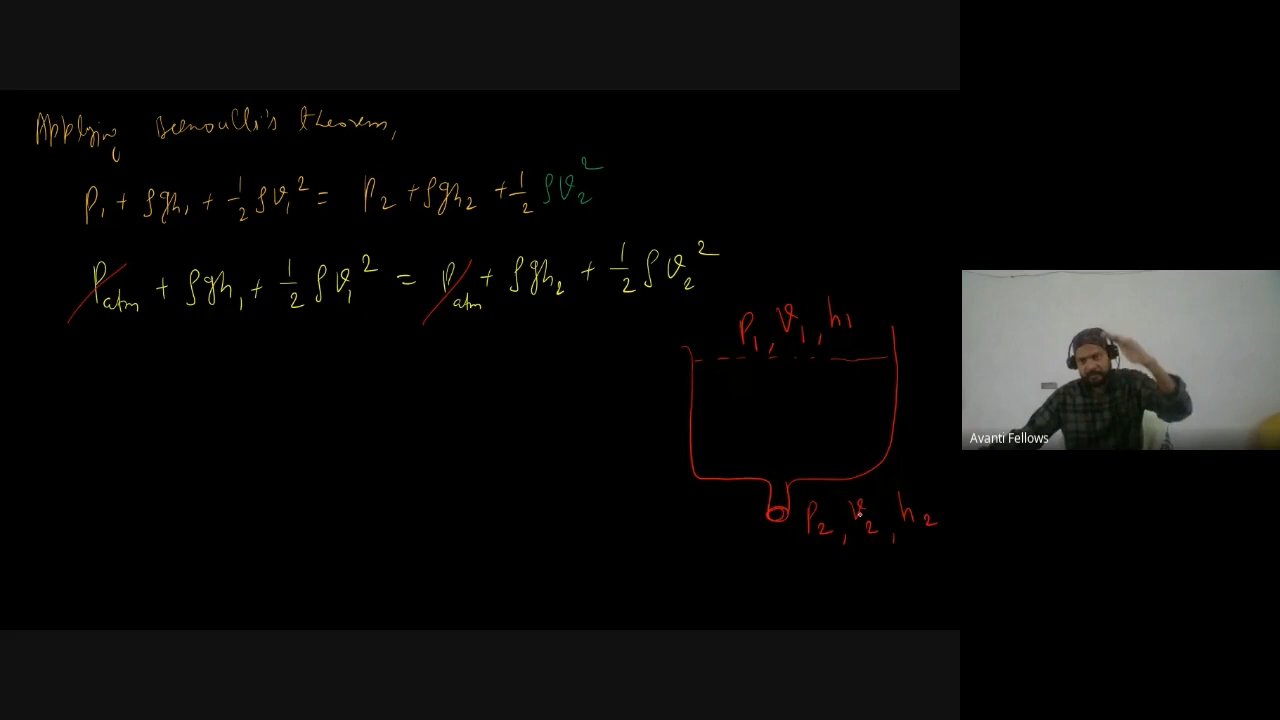 Applying Bernoulli's theorem,
P₁ + ρgh₁ + 1/2 ρv₁² = P₂ + ρgh₂ + 1/2 ρv₂²
Patm + ρgh₁ + 1/2 ρv₁² = Patm + ρgh₂ + 1/2 ρv₂²
P₁, v₁, h₁
P₂, v₂, h₂
Avanti Fellows